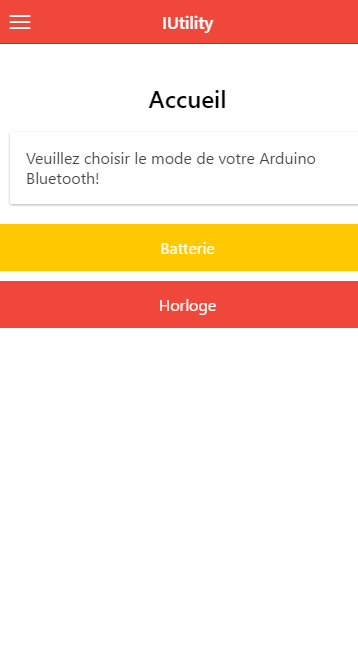 IUtility
Accueil
Veuillez choisir le mode de votre Arduino
Bluetooth!
Batterie
Horloge